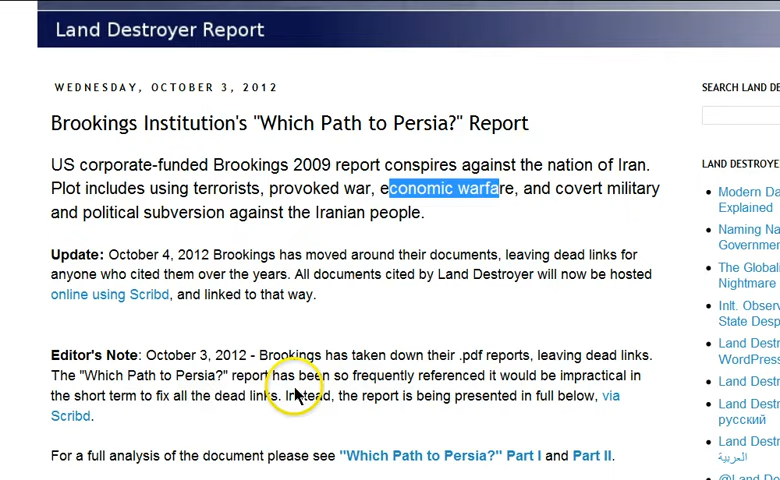 Land Destroyer Report
WEDNESDAY, OCTOBER 3, 2012
Brookings Institution's "Which Path to Persia?" Report
US corporate-funded Brookings 2009 report conspires against the nation of Iran.
Plot includes using terrorists, provoked war, economic warfare, and covert military
and political subversion against the Iranian people.
Update: October 4, 2012 Brookings has moved around their documents, leaving dead links for
anyone who cited them over the years. All documents cited by Land Destroyer will now be hosted
online using Scribd, and linked to that way.
Editor's Note: October 3, 2012 - Brookings has taken down their .pdf reports, leaving dead links.
The "Which Path to Persia?" report has been so frequently referenced it would be impractical in
the short term to fix all the dead links. Instead, the report is being presented in full below, via
Scribd.
For a full analysis of the document please see "Which Path to Persia?" Part I and Part II.
SEARCH LAND DE
LAND DESTROYE
Modern Da
Explained
Naming Na
Governmer
The Globali
Nightmare
Inlt. Observ
State Desp
Land Destr
WordPress
Land Destr
Land Destr
русский
Land Destr
العربية
@Land Des